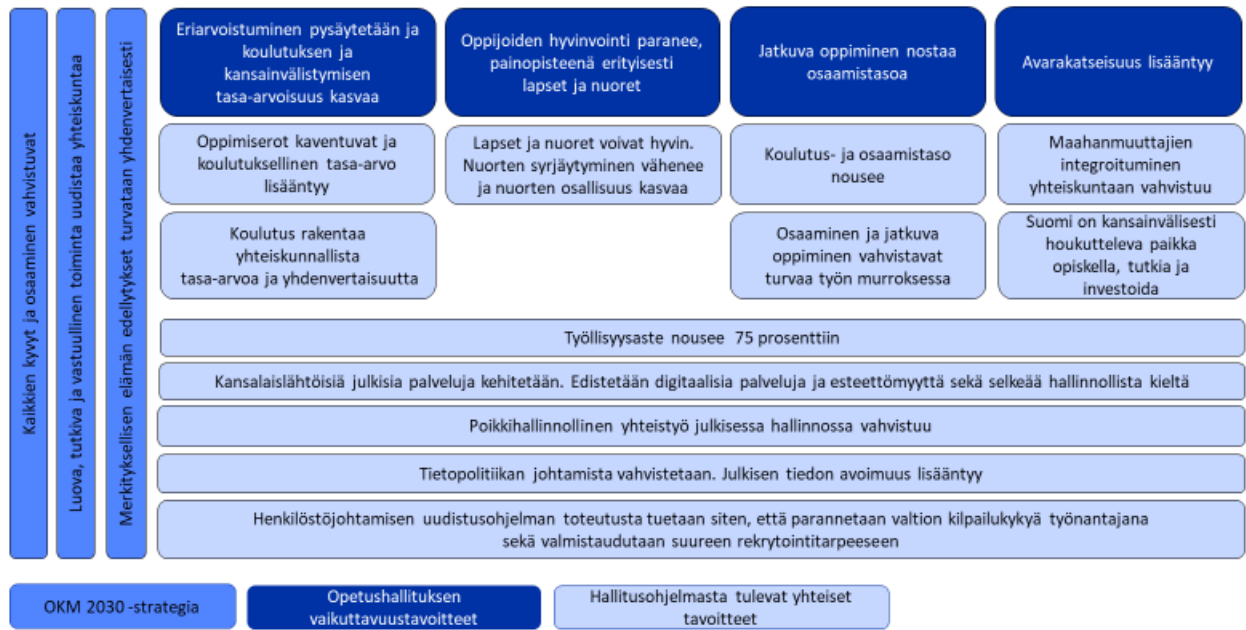 Kaikkien kyvyt ja osaaminen vahvistuvat
Luova, tutkiva ja vastuullinen toiminta uudistaa yhteiskuntaa
Merkityksellisen elämän edellytykset turvataan yhdenvertaisesti
Eriarvoistuminen pysäytetään ja
koulutuksen ja
kansainvälistymisen
tasa-arvoisuus kasvaa
Oppijoiden hyvinvointi paranee,
painopisteenä erityisesti
lapset ja nuoret
Jatkuva oppiminen nostaa
osaamistasoa
Avarakatseisuus lisääntyy
Oppimiserot kaventuvat ja
koulutuksellinen tasa-arvo
lisääntyy
Lapset ja nuoret voivat hyvin.
Nuorten syrjäytyminen vähenee
ja nuorten osallisuus kasvaa
Koulutus- ja osaamistaso
nousee
Maahanmuuttajien
integroituminen
yhteiskuntaan vahvistuu
Koulutus rakentaa
yhteiskunnallista
tasa-arvoa ja yhdenvertaisuutta
Osaaminen ja jatkuva
oppiminen vahvistavat
turvaa työn murroksessa
Suomi on kansainvälisesti
houkutteleva paikka
opiskella, tutkia ja
investoida
Työllisyysaste nousee 75 prosenttiin
Kansalaislähtöisiä julkisia palveluja kehitetään. Edistetään digitaalisia palveluja ja esteettömyyttä sekä selkeää hallinnollista kieltä
Poikkihallinnollinen yhteistyö julkisessa hallinnossa vahvistuu
Tietopolitiikan johtamista vahvistetaan. Julkisen tiedon avoimuus lisääntyy
Henkilöstöjohtamisen uudistusohjelman toteutusta tuetaan siten, että parannetaan valtion kilpailukykyä työnantajana
sekä valmistaudutaan suureen rekrytointitarpeeseen
OKM 2030 -strategia
Opetushallituksen
vaikuttavuustavoitteet
Hallitusohjelmasta tulevat yhteiset
tavoitteet